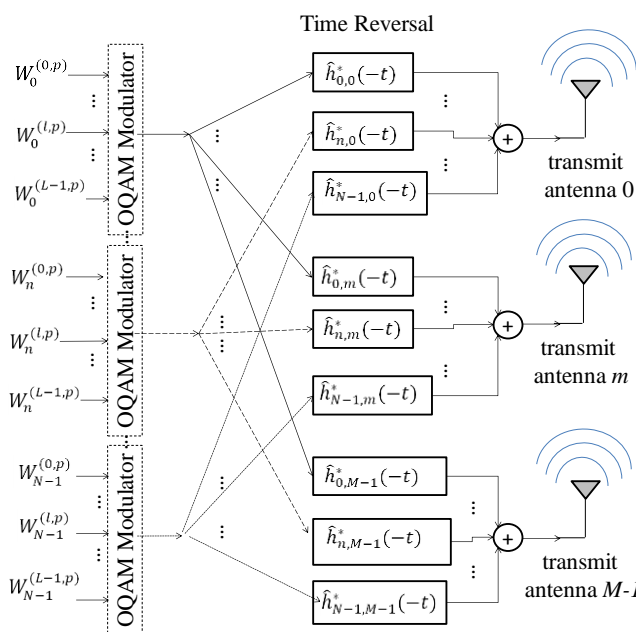 Time Reversal
W_0^{(0,p)}
...
W_0^{(l,p)}
...
W_0^{(L-1,p)}
OQAM Modulator
...
W_n^{(0,p)}
...
W_n^{(l,p)}
...
W_n^{(L-1,p)}
OQAM Modulator
...
W_{N-1}^{(0,p)}
...
W_{N-1}^{(l,p)}
...
W_{N-1}^{(L-1,p)}
OQAM Modulator
ĥ*_{0,0}(−t)
ĥ*_{n,0}(−t)
ĥ*_{N−1,0}(−t)
+
transmit
antenna 0
ĥ*_{0,m}(−t)
ĥ*_{n,m}(−t)
ĥ*_{N−1,m}(−t)
+
transmit
antenna m
ĥ*_{0,M−1}(−t)
ĥ*_{n,M−1}(−t)
ĥ*_{N−1,M−1}(−t)
+
transmit
antenna M-1